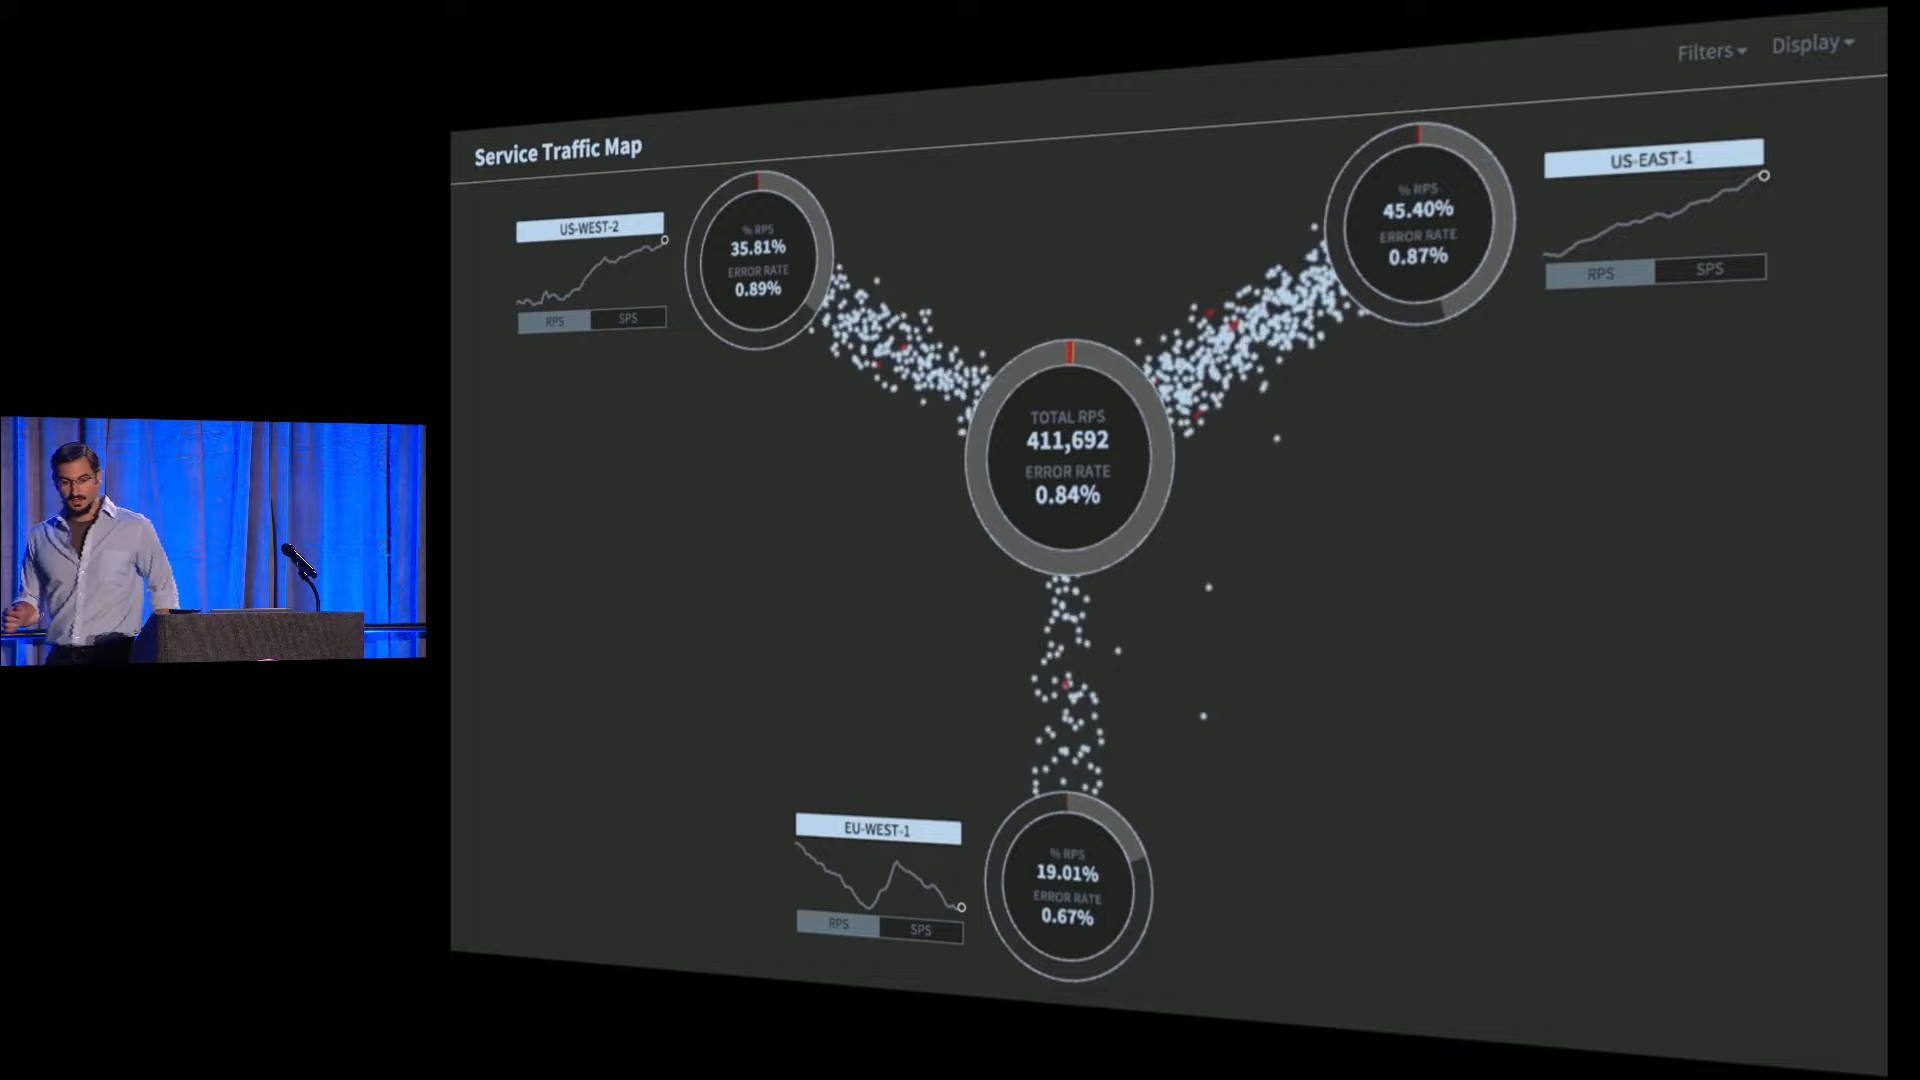 Filters
Display
Service Traffic Map
US-WEST-2
RPS
SPS
% RPS
35.81%
ERROR RATE
0.89%
% RPS
45.40%
ERROR RATE
0.87%
US-EAST-1
RPS
SPS
TOTAL RPS
411,692
ERROR RATE
0.84%
EU-WEST-1
RPS
SPS
% RPS
19.01%
ERROR RATE
0.67%